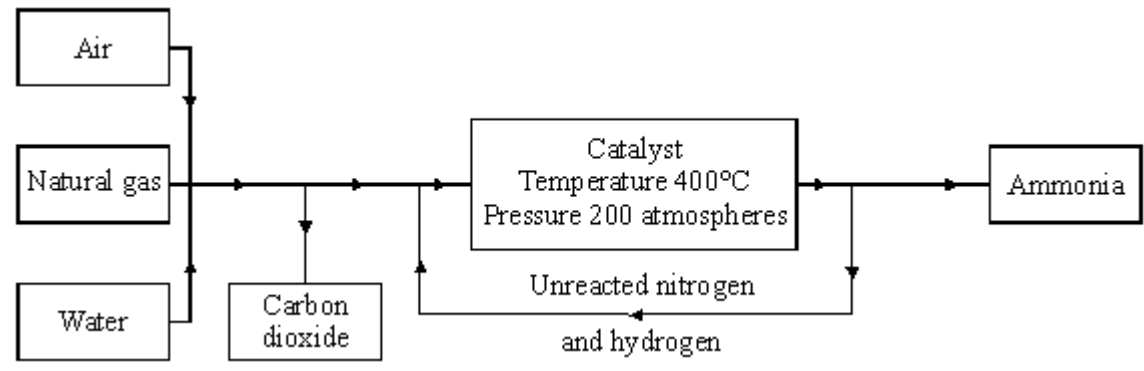 Air
Natural gas
Water
Carbon
dioxide
Catalyst
Temperature 400°C
Pressure 200 atmospheres
Unreacted nitrogen
and hydrogen
Ammonia